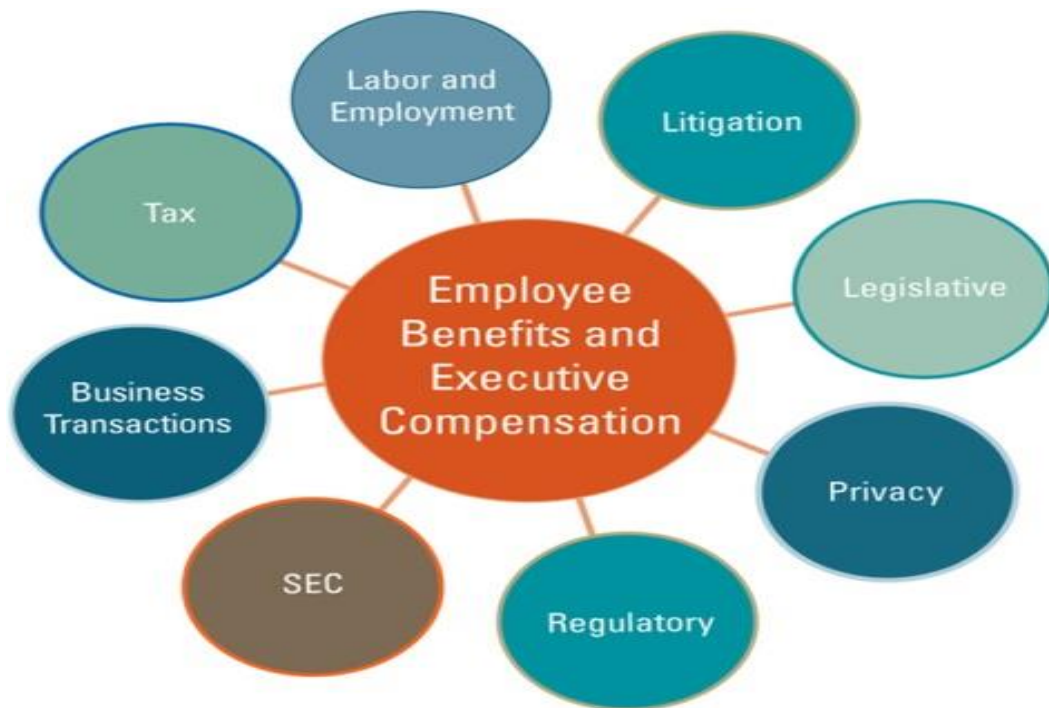 Labor and
Employment
Litigation
Tax
Legislative
Employee
Benefits and
Executive
Compensation
Business
Transactions
Privacy
SEC
Regulatory